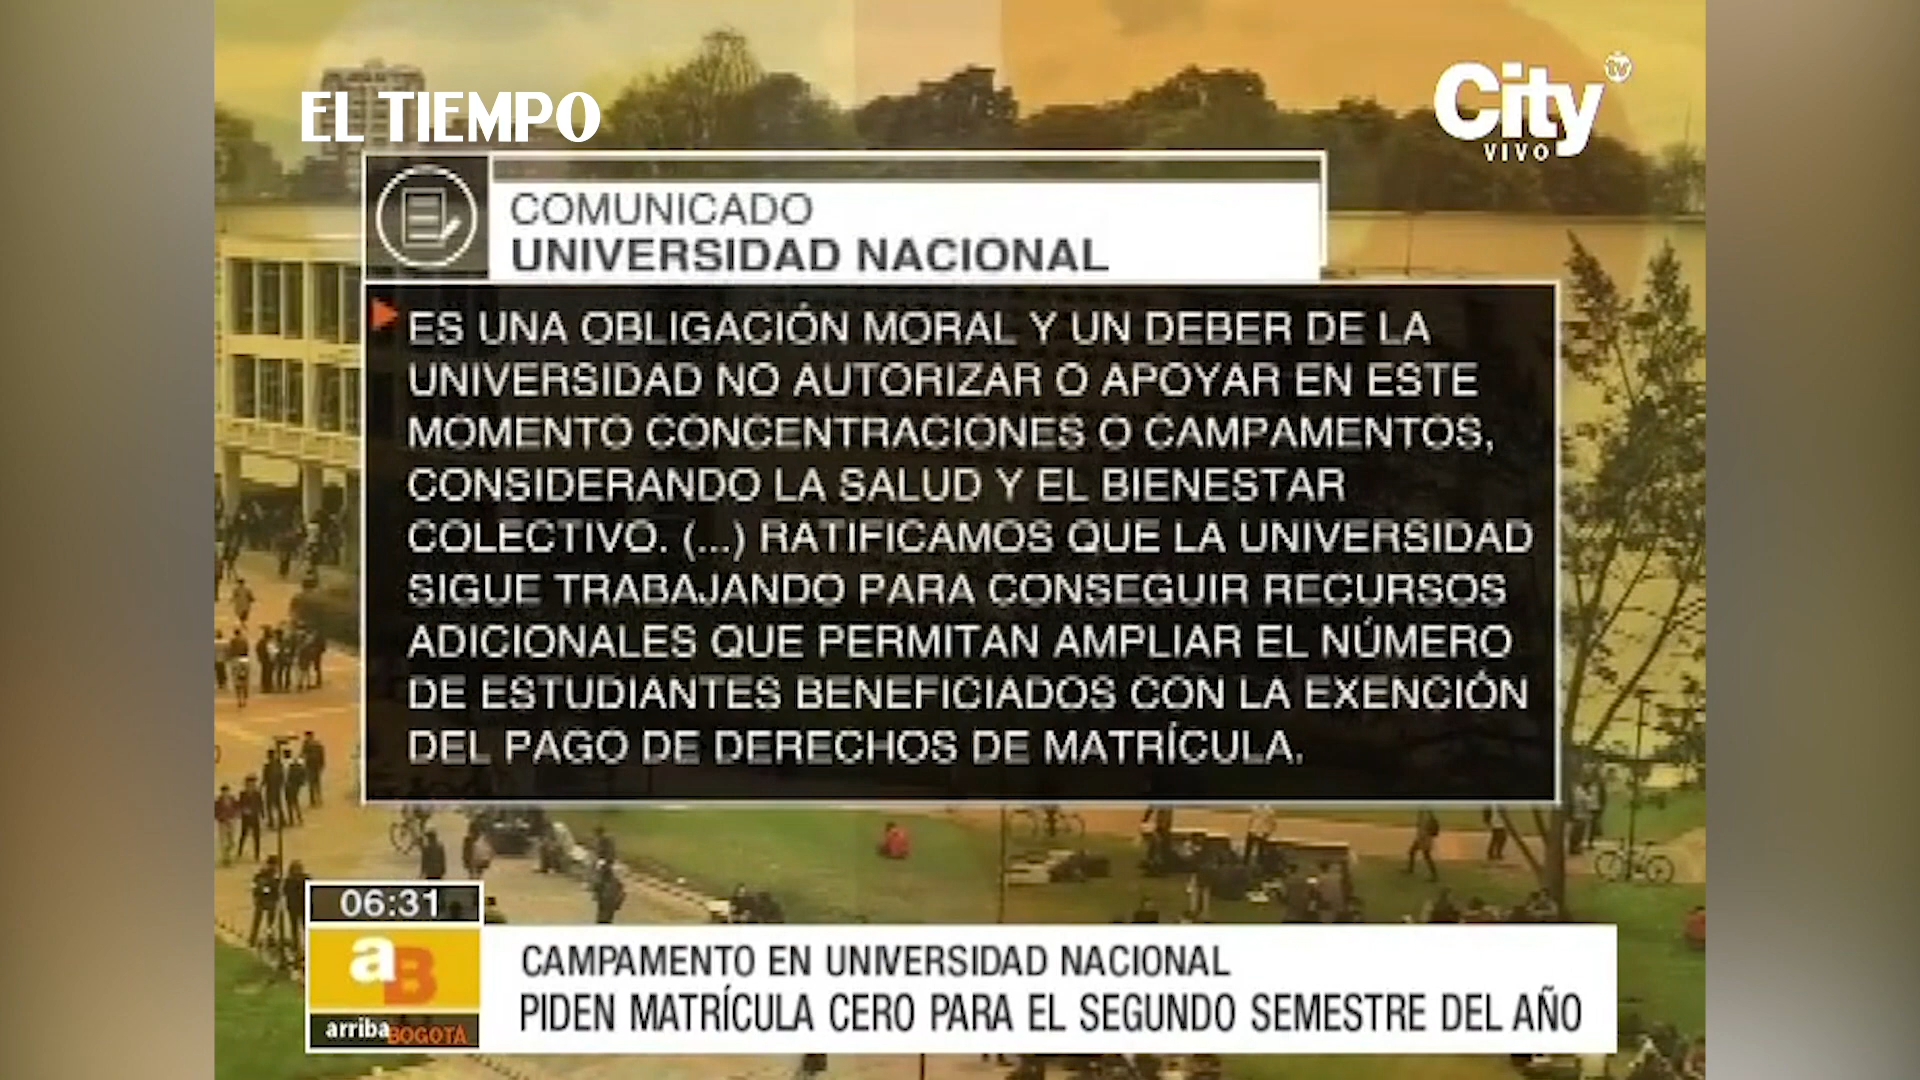 EL TIEMPO
City tv
VIVO
COMUNICADO
UNIVERSIDAD NACIONAL
ES UNA OBLIGACIÓN MORAL Y UN DEBER DE LA
UNIVERSIDAD NO AUTORIZAR O APOYAR EN ESTE
MOMENTO CONCENTRACIONES O CAMPAMENTOS,
CONSIDERANDO LA SALUD Y EL BIENESTAR
COLECTIVO. (...) RATIFICAMOS QUE LA UNIVERSIDAD
SIGUE TRABAJANDO PARA CONSEGUIR RECURSOS
ADICIONALES QUE PERMITAN AMPLIAR EL NÚMERO
DE ESTUDIANTES BENEFICIADOS CON LA EXENCIÓN
DEL PAGO DE DERECHOS DE MATRÍCULA.
06:31
aB
arriba BOGOTÁ
CAMPAMENTO EN UNIVERSIDAD NACIONAL
PIDEN MATRÍCULA CERO PARA EL SEGUNDO SEMESTRE DEL AÑO